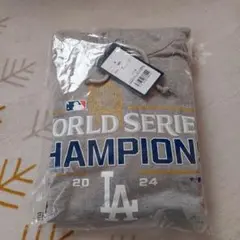 ORLD SERIE
HAMPION
20 24
LA